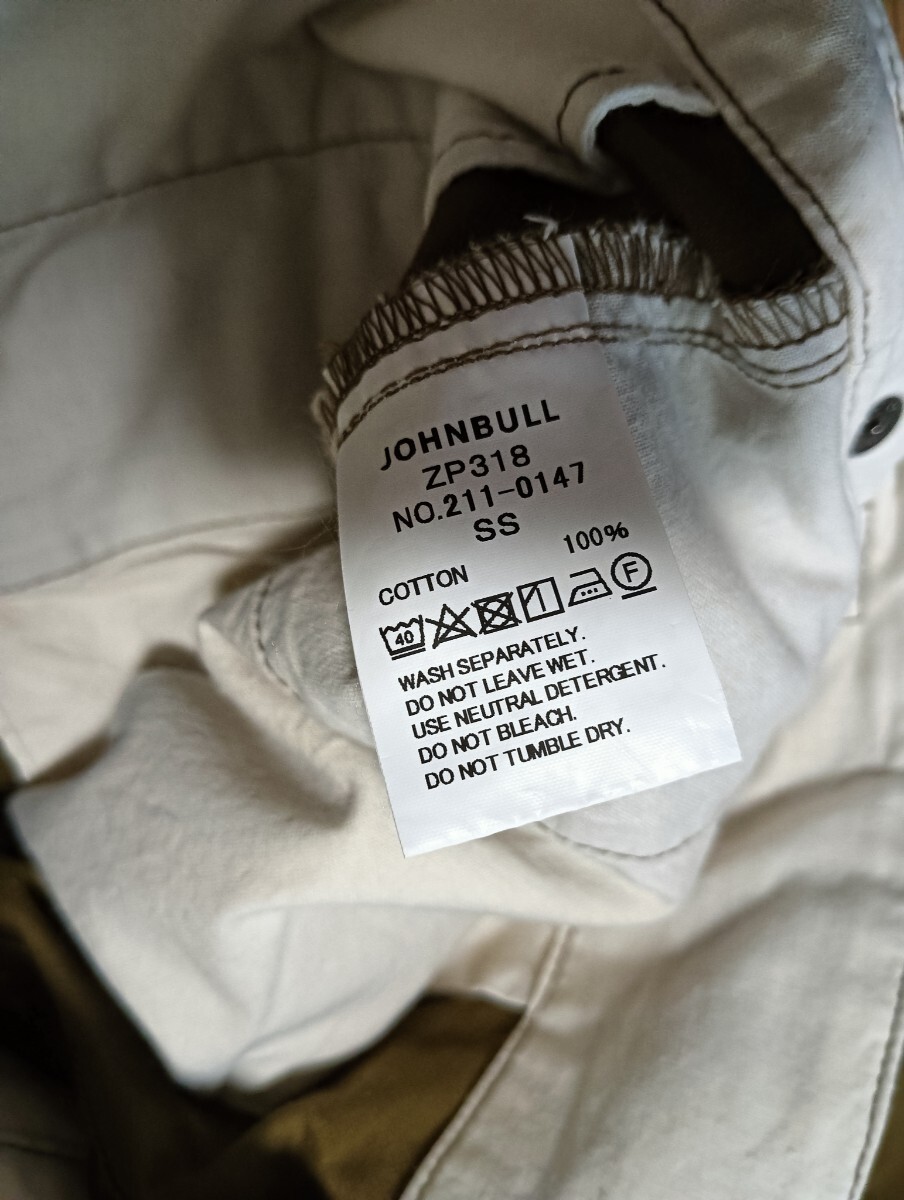 JOHNBULL
ZP318
NO.211-0147
SS
COTTON 100%
40 F
WASH SEPARATELY.
DO NOT LEAVE WET.
USE NEUTRAL DETERGENT.
DO NOT BLEACH.
DO NOT TUMBLE DRY.